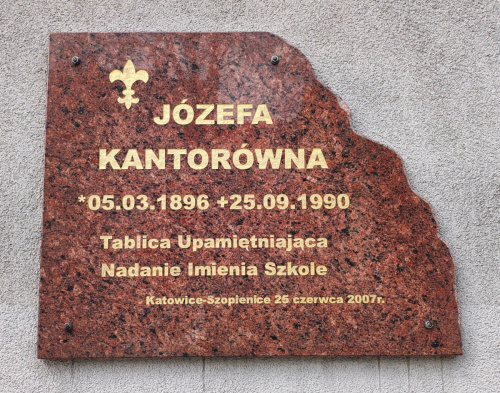 JÓZEFA
KANTORÓWNA
*05.03.1896 +25.09.1990
Tablica Upamiętniająca
Nadanie Imienia Szkole
Katowice-Szopienice 25 czerwca 2007r.